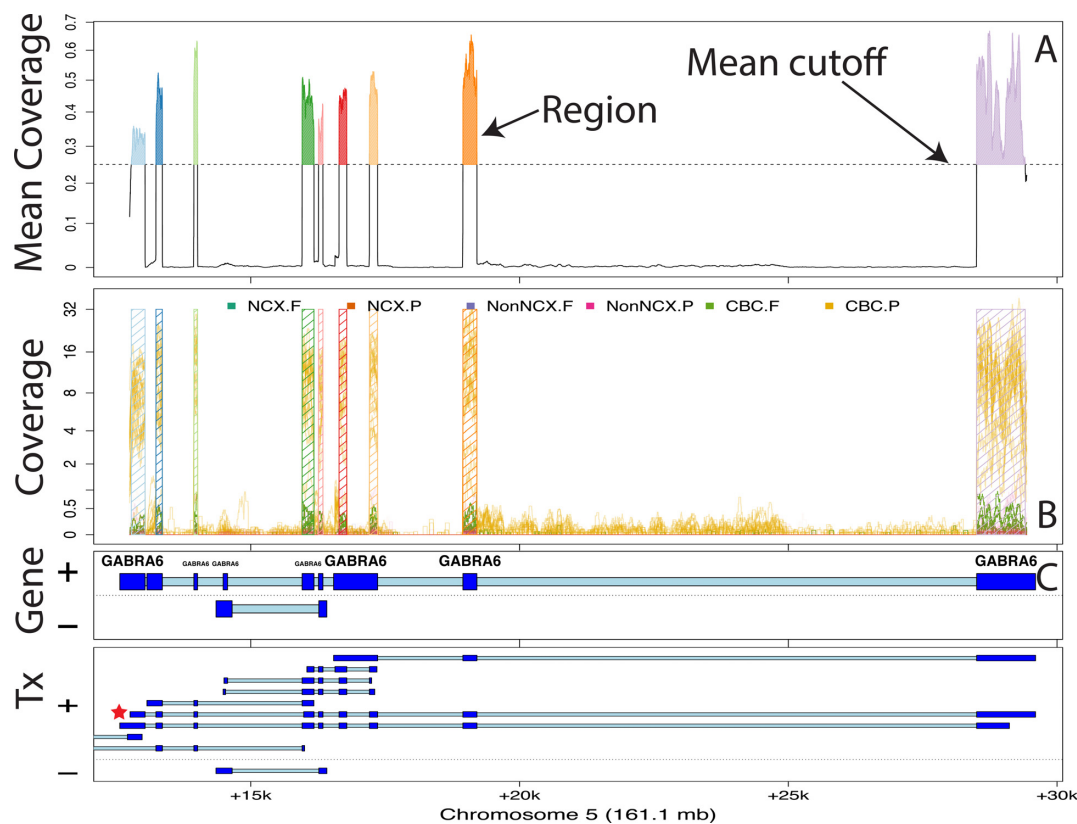 Mean Coverage
0.7
0.6
0.5
0.4
0.3
0.2
0.1
0
A
Mean cutoff
Region
Coverage
32
16
8
4
2
0.5
0
NCX.F NCX.P NonNCX.F NonNCX.P CBC.F CBC.P
B
Gene
+
−
GABRA6 GABRA6 GABRA6 GABRA6 GABRA6 GABRA6 GABRA6
C
Tx
+
−
+15k +20k +25k +30k
Chromosome 5 (161.1 mb)